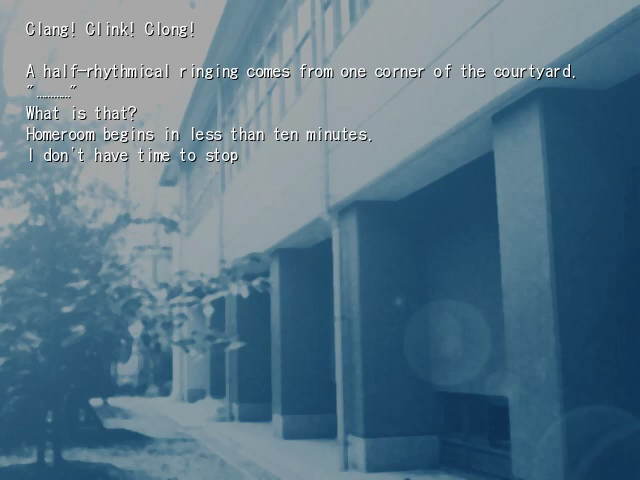 Clang! Clink! Clong!
A half-rhythmical ringing comes from one corner of the courtyard.
"…………"
What is that?
Homeroom begins in less than ten minutes.
I don't have time to stop